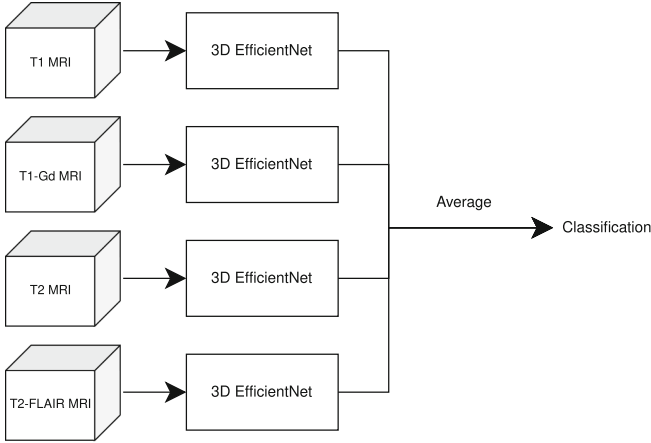 T1 MRI
3D EfficientNet
T1-Gd MRI
3D EfficientNet
Average
Classification
T2 MRI
3D EfficientNet
T2-FLAIR MRI
3D EfficientNet